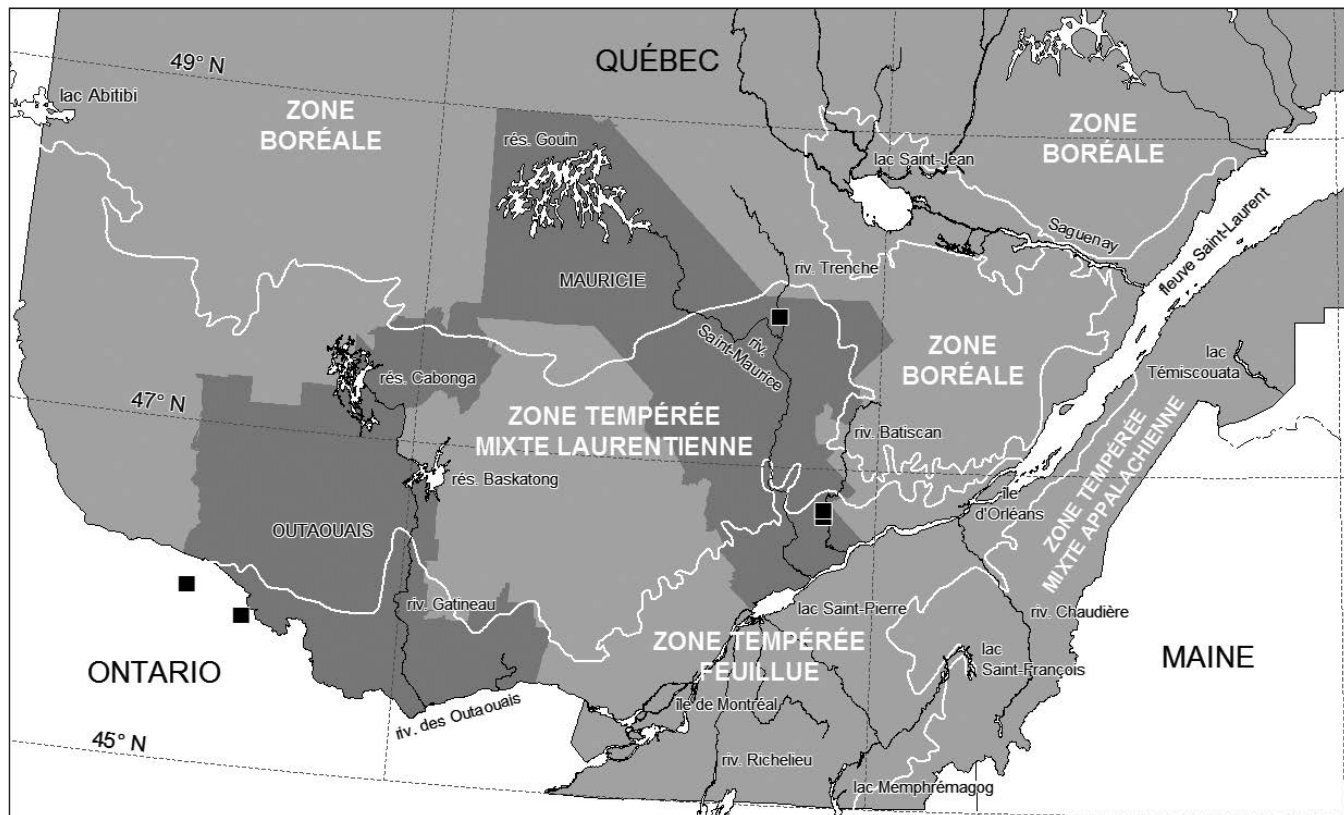 QUÉBEC
49° N
lac Abitibi
ZONE
BORÉALE
rés. Gouin
ZONE
BORÉALE
lac Saint-Jean
Saguenay
fleuve Saint-Laurent
riv. Trenche
MAURICIE
riv.
Saint-Maurice
ZONE
BORÉALE
lac
Témiscouata
rés. Cabonga
47° N
ZONE TEMPÉRÉE
MIXTE LAURENTIENNE
riv. Batiscan
ZONE TEMPÉRÉE
MIXTE APPALACHIENNE
rés. Baskatong
île
d'Orléans
OUTAOUAIS
riv. Gatineau
lac Saint-Pierre
riv. Chaudière
ZONE TEMPÉRÉE
FEUILLUE
lac
Saint-François
MAINE
ONTARIO
île de Montréal
riv. des Outaouais
45° N
riv. Richelieu
lac Memphrémagog